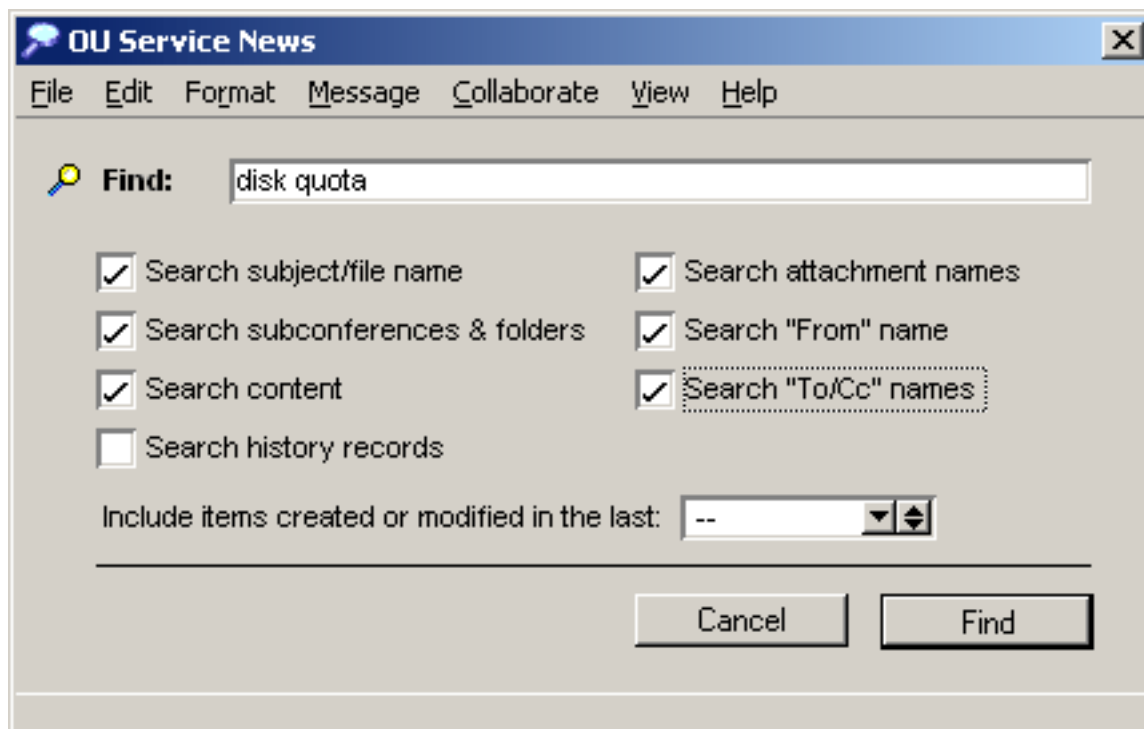 OU Service News
File Edit Format Message Collaborate View Help
Find: disk quota
Search subject/file name Search attachment names
Search subconferences & folders Search "From" name
Search content Search "To/Cc" names
Search history records
Include items created or modified in the last: --
Cancel Find